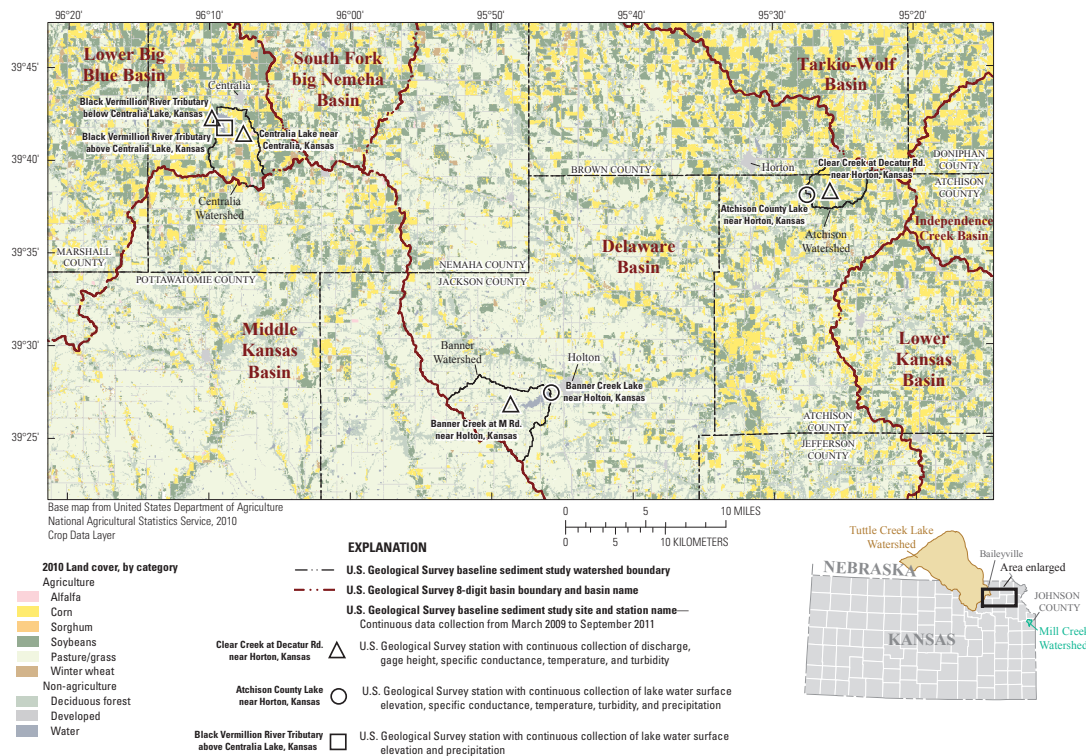 96°20'
96°10'
96°00'
95°50'
95°40'
95°30'
95°20'
39°45'
39°40'
39°35'
39°30'
39°25'
Lower Big
Blue Basin
South Fork
big Nemeha
Basin
Tarkio-Wolf
Basin
Centralia
Black Vermillion River Tributary
below Centralia Lake, Kansas
Black Vermillion River Tributary
above Centralia Lake, Kansas
Centralia Lake near
Centralia, Kansas
Centralia
Watershed
BROWN COUNTY
Horton
Clear Creek at Decatur Rd.
near Horton, Kansas
DONIPHAN
COUNTY
ATCHISON
COUNTY
Atchison County Lake
near Horton, Kansas
Atchison
Watershed
Independence
Creek Basin
Delaware
Basin
MARSHALL
COUNTY
POTTAWATOMIE COUNTY
NEMAHA COUNTY
JACKSON COUNTY
Middle
Kansas
Basin
Banner
Watershed
Holton
Banner Creek Lake
near Holton, Kansas
Banner Creek at M Rd.
near Holton, Kansas
Lower
Kansas
Basin
ATCHISON
COUNTY
JEFFERSON
COUNTY
Base map from United States Department of Agriculture
National Agricultural Statistics Service, 2010
Crop Data Layer
0 5 10 MILES
0 5 10 KILOMETERS
2010 Land cover, by category
Agriculture
Alfalfa
Corn
Sorghum
Soybeans
Pasture/grass
Winter wheat
Non-agriculture
Deciduous forest
Developed
Water
EXPLANATION
U.S. Geological Survey baseline sediment study watershed boundary
U.S. Geological Survey 8-digit basin boundary and basin name
U.S. Geological Survey baseline sediment study site and station name—
Continuous data collection from March 2009 to September 2011
Clear Creek at Decatur Rd.
near Horton, Kansas
U.S. Geological Survey station with continuous collection of discharge,
gage height, specific conductance, temperature, and turbidity
Atchison County Lake
near Horton, Kansas
U.S. Geological Survey station with continuous collection of lake water surface
elevation, specific conductance, temperature, turbidity, and precipitation
Black Vermillion River Tributary
above Centralia Lake, Kansas
U.S. Geological Survey station with continuous collection of lake water surface
elevation and precipitation
Tuttle Creek Lake
Watershed
Baileyville
Area enlarged
NEBRASKA
JOHNSON
COUNTY
KANSAS
Mill Creek
Watershed